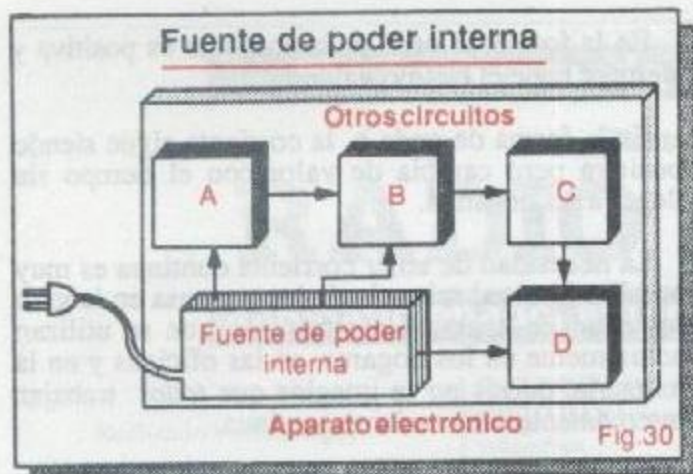 Fuente de poder interna
Otros circuitos
A
B
C
Fuente de poder
interna
D
Aparato electrónico
Fig.30